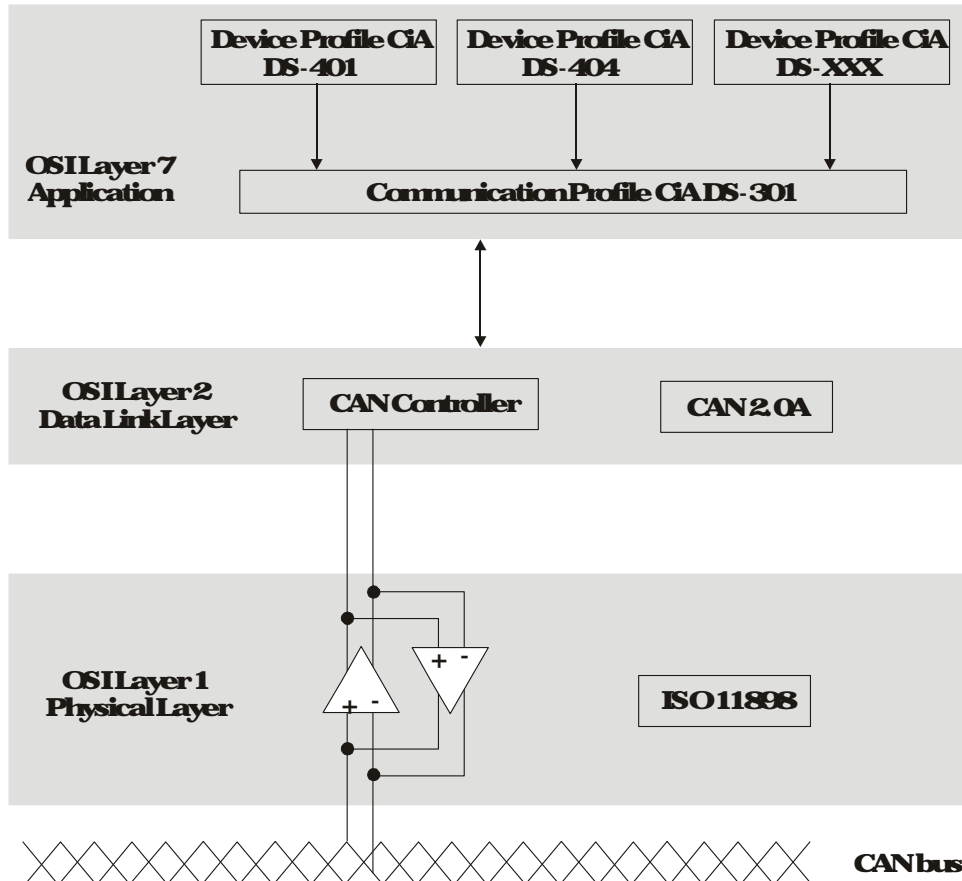 Device Profile CiA
DS-401
Device Profile CiA
DS-404
Device Profile CiA
DS-XXX
OSI Layer 7
Application
Communication Profile CiA DS-301
OSI Layer 2
Data Link Layer
CAN Controller
CAN 2.0A
+ -
OSI Layer 1
Physical Layer
+ -
ISO 11898
CAN bus